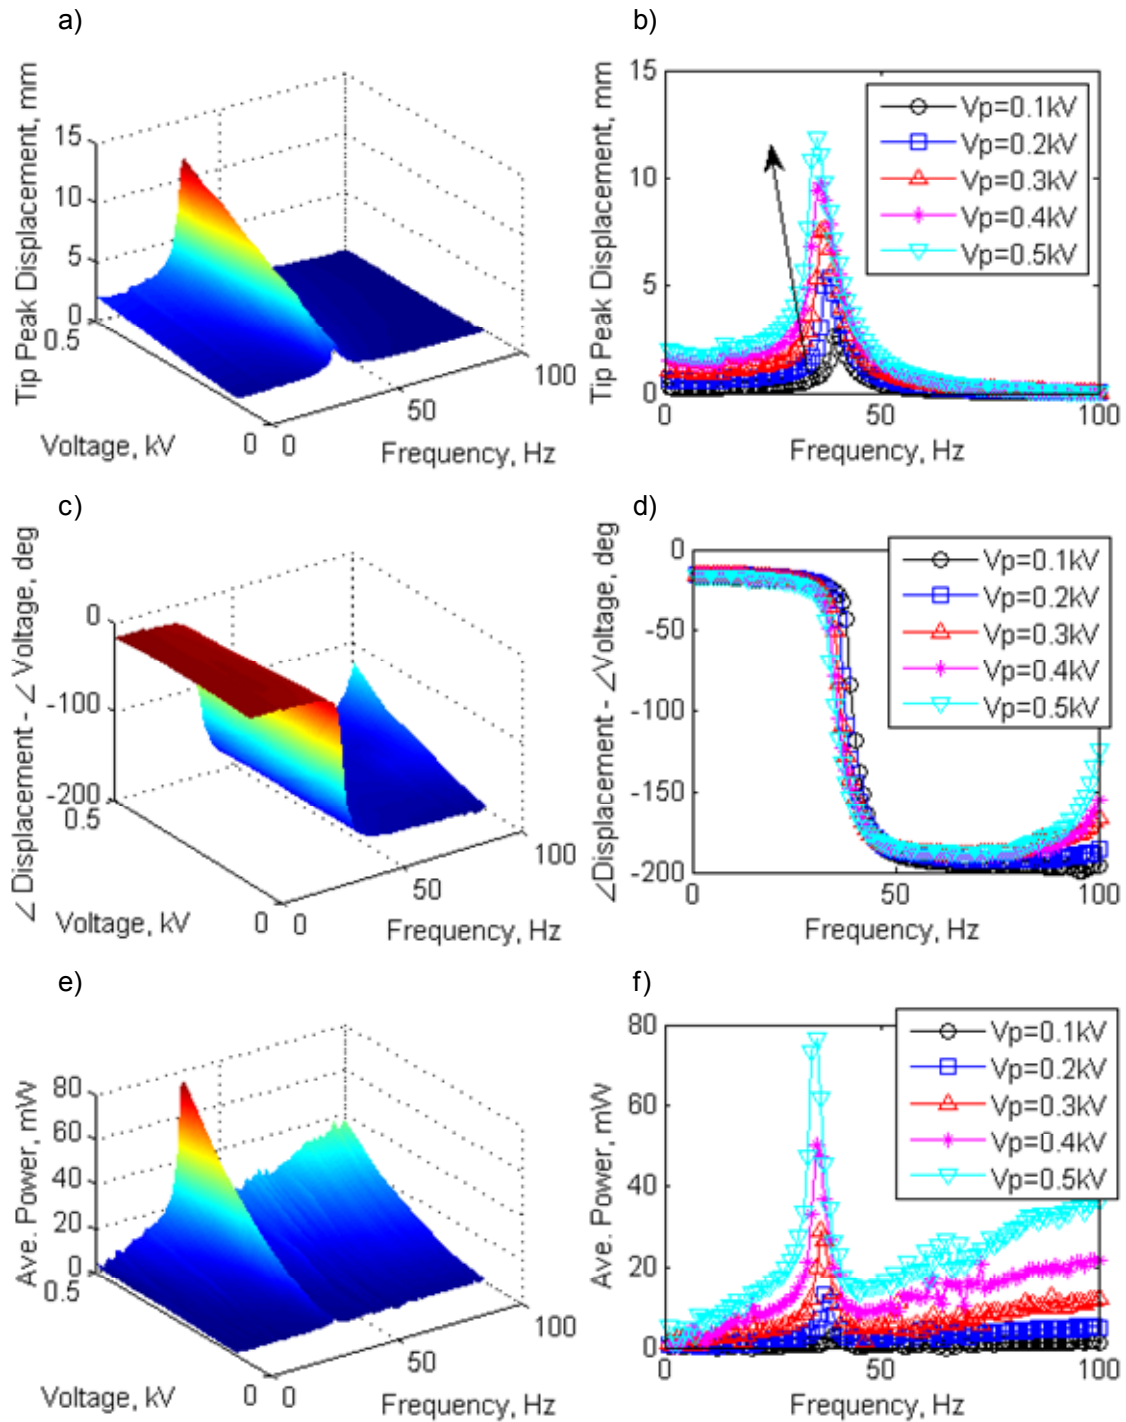 a)
b)
Tip Peak Displacement, mm
15
10
5
0
0.5
Voltage, kV
0
0
50
100
Frequency, Hz
Tip Peak Displacement, mm
15
10
5
0
0
50
100
Frequency, Hz
Vp=0.1kV
Vp=0.2kV
Vp=0.3kV
Vp=0.4kV
Vp=0.5kV
c)
d)
∠ Displacement - ∠ Voltage, deg
0
-100
-200
0.5
Voltage, kV
0
0
50
100
Frequency, Hz
∠Displacement - ∠Voltage, deg
0
-50
-100
-150
-200
0
50
100
Frequency, Hz
Vp=0.1kV
Vp=0.2kV
Vp=0.3kV
Vp=0.4kV
Vp=0.5kV
e)
f)
Ave. Power, mW
80
60
40
20
0
0.5
Voltage, kV
0
0
50
100
Frequency, Hz
Ave. Power, mW
80
60
40
20
0
0
50
100
Frequency, Hz
Vp=0.1kV
Vp=0.2kV
Vp=0.3kV
Vp=0.4kV
Vp=0.5kV